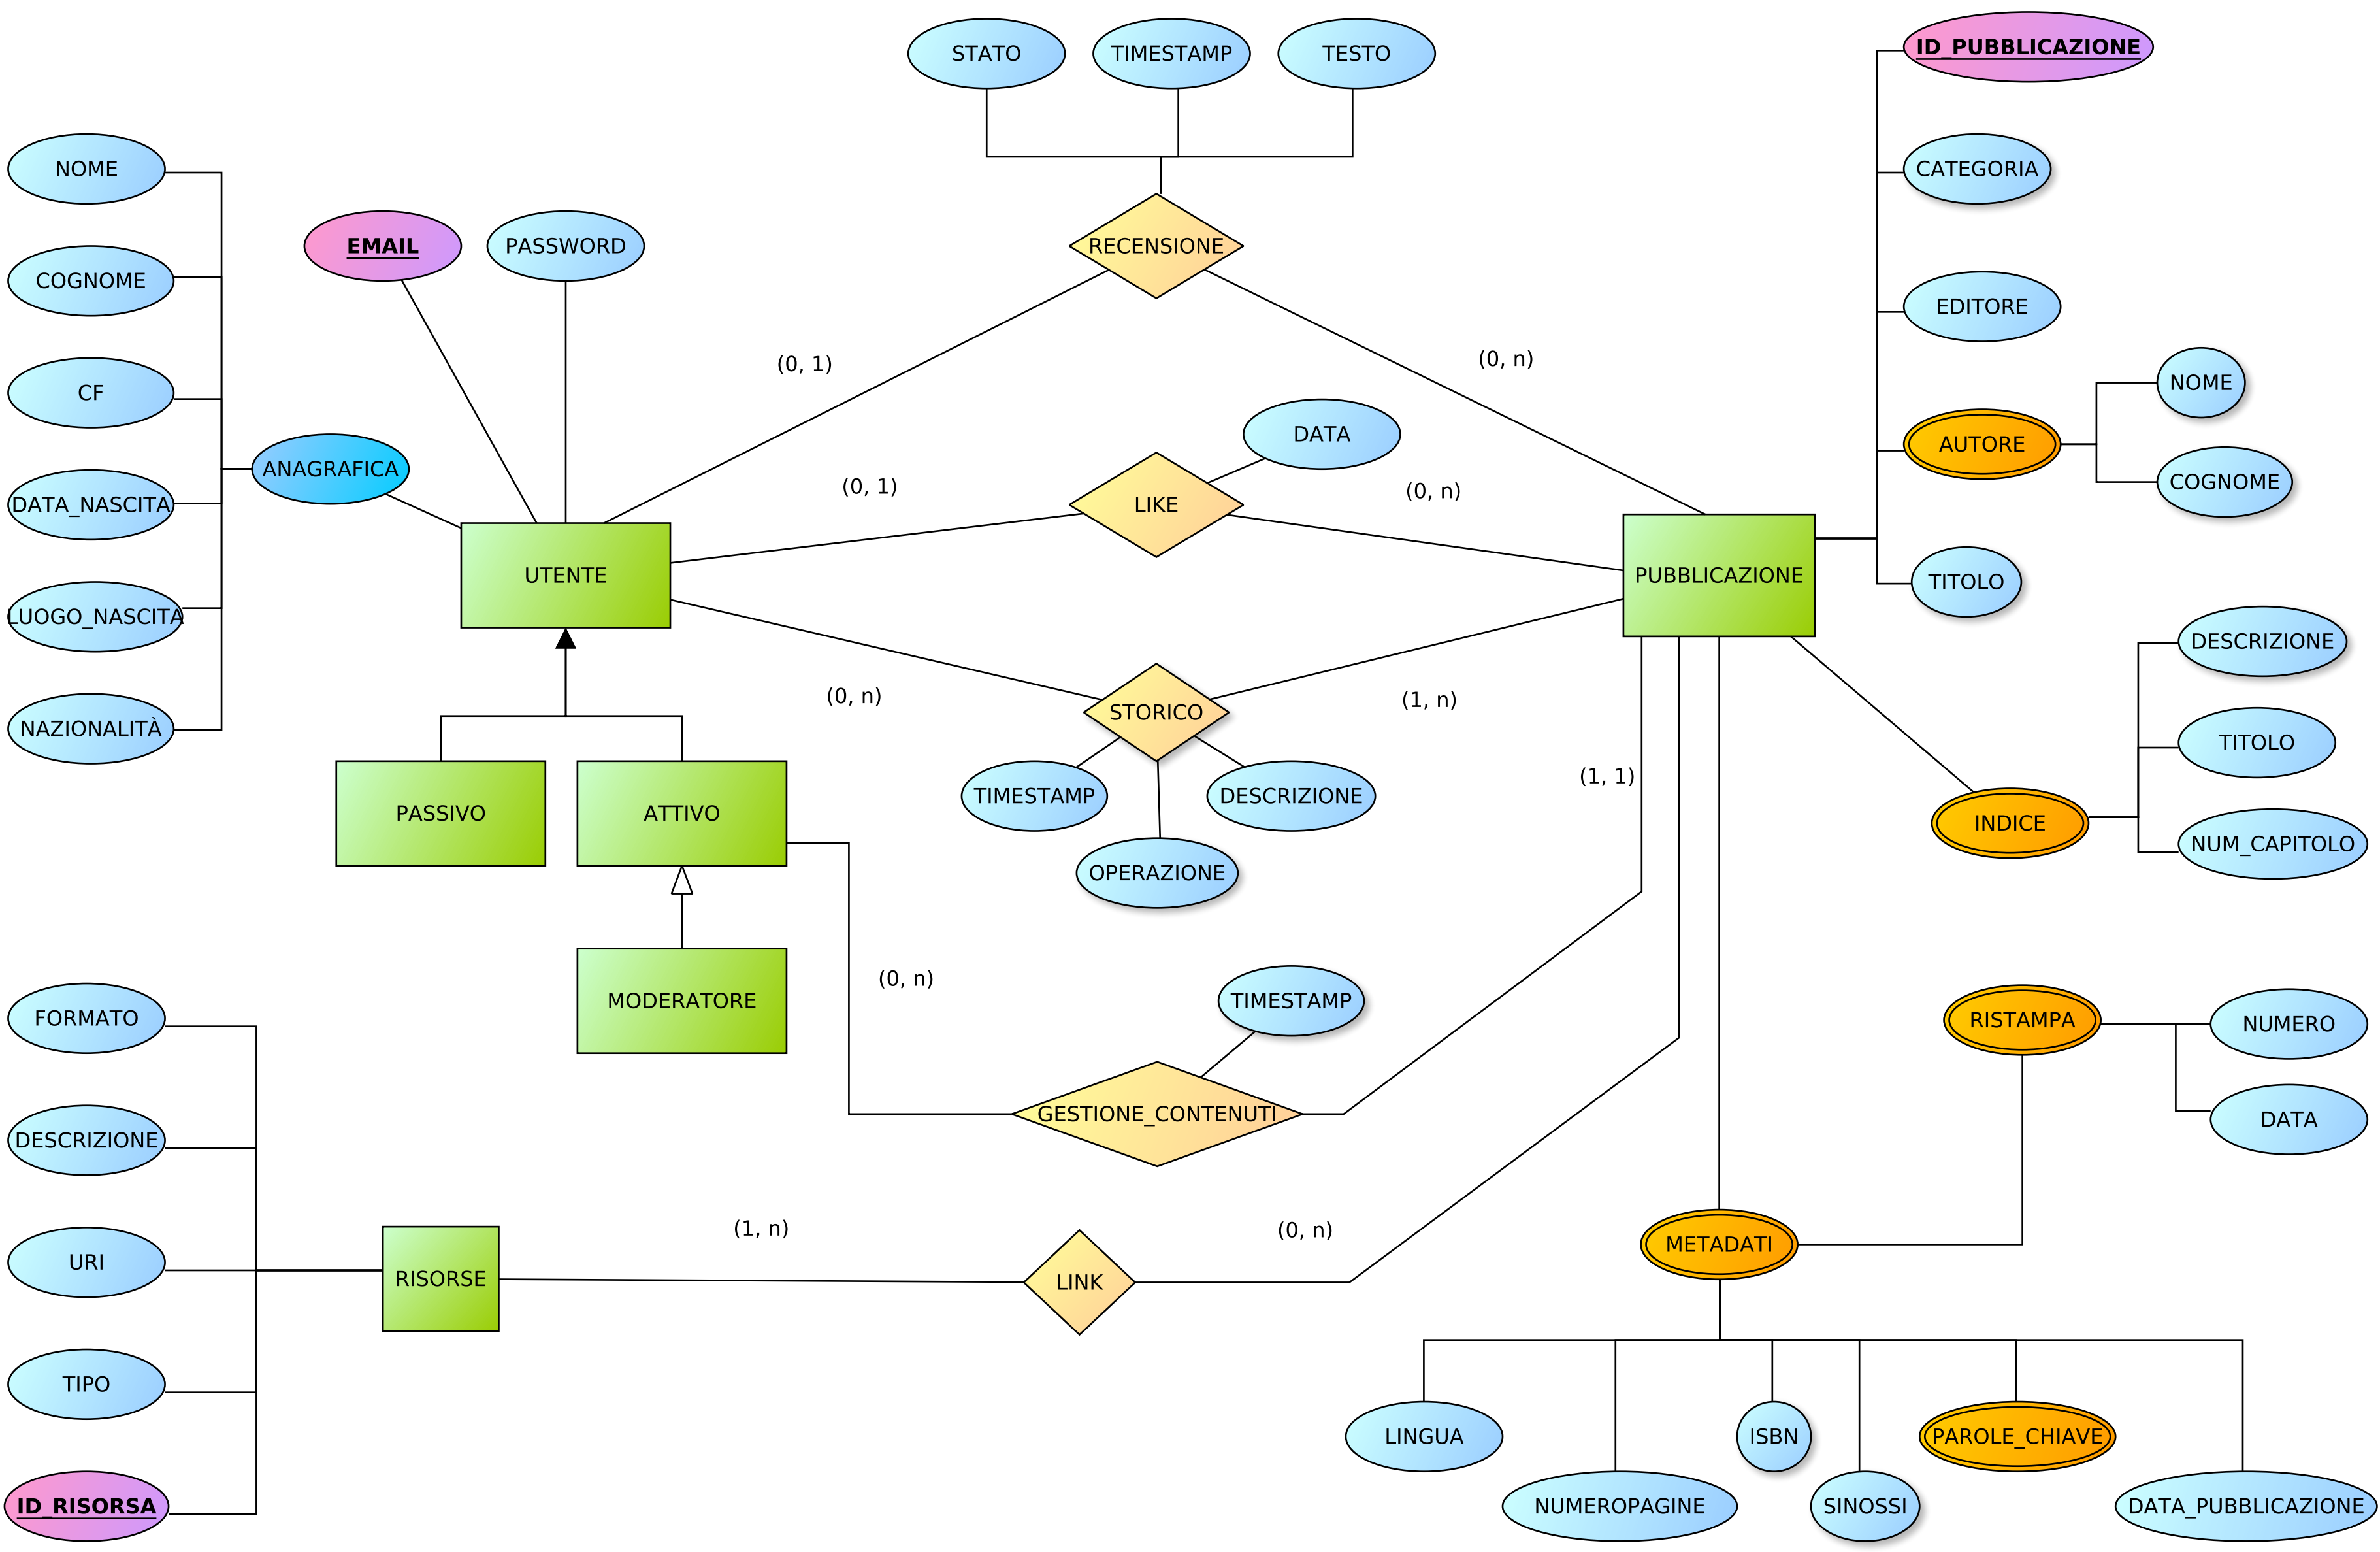 STATO
TIMESTAMP
TESTO
ID_PUBBLICAZIONE
NOME
CATEGORIA
EMAIL
PASSWORD
RECENSIONE
COGNOME
EDITORE
(0, 1)
(0, n)
CF
NOME
DATA
AUTORE
ANAGRAFICA
COGNOME
(0, 1)
(0, n)
DATA_NASCITA
LIKE
UTENTE
PUBBLICAZIONE
TITOLO
LUOGO_NASCITA
DESCRIZIONE
(0, n)
(1, n)
STORICO
NAZIONALITÀ
TITOLO
(1, 1)
TIMESTAMP
DESCRIZIONE
PASSIVO
ATTIVO
INDICE
NUM_CAPITOLO
OPERAZIONE
(0, n)
MODERATORE
TIMESTAMP
FORMATO
RISTAMPA
NUMERO
GESTIONE_CONTENUTI
DATA
DESCRIZIONE
(1, n)
(0, n)
METADATI
URI
RISORSE
LINK
TIPO
LINGUA
ISBN
PAROLE_CHIAVE
ID_RISORSA
NUMEROPAGINE
SINOSSI
DATA_PUBBLICAZIONE